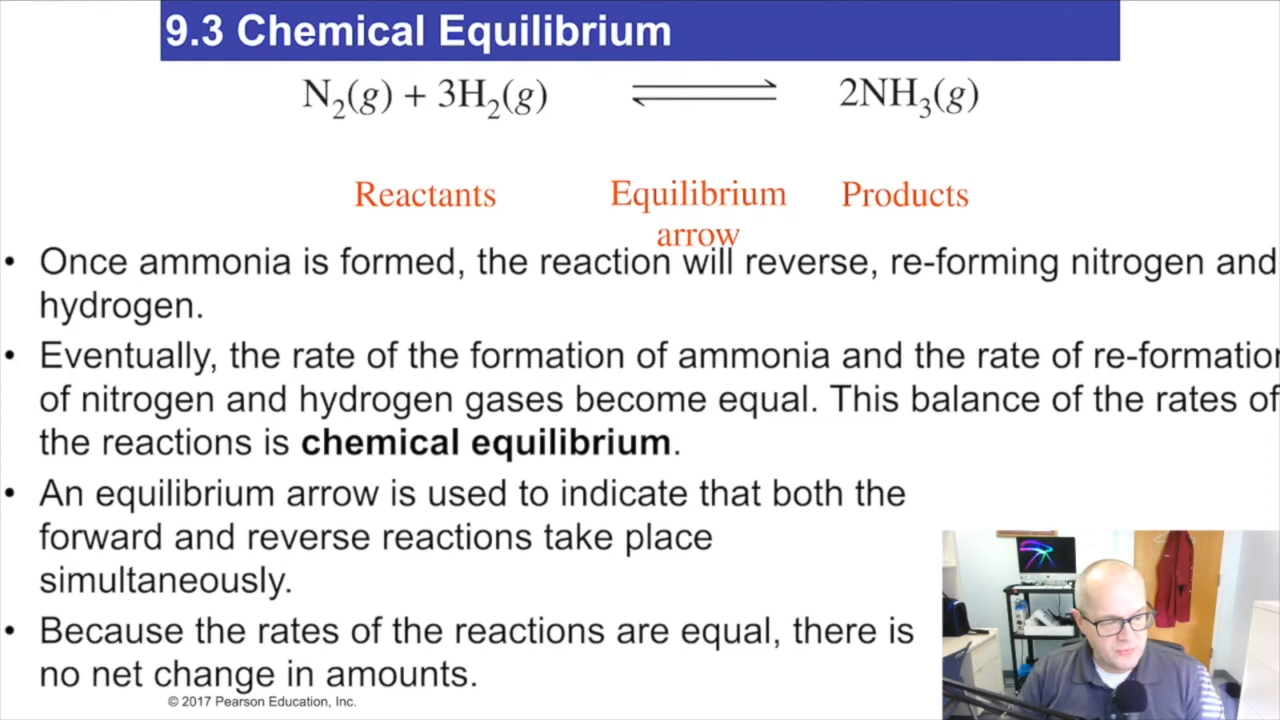 9.3 Chemical Equilibrium
N₂(g) + 3H₂(g) ⇌ 2NH₃(g)
Reactants Equilibrium arrow Products
• Once ammonia is formed, the reaction will reverse, re-forming nitrogen and
hydrogen.
• Eventually, the rate of the formation of ammonia and the rate of re-formation
of nitrogen and hydrogen gases become equal. This balance of the rates of
the reactions is chemical equilibrium.
• An equilibrium arrow is used to indicate that both the
forward and reverse reactions take place
simultaneously.
• Because the rates of the reactions are equal, there is
no net change in amounts.
© 2017 Pearson Education, Inc.